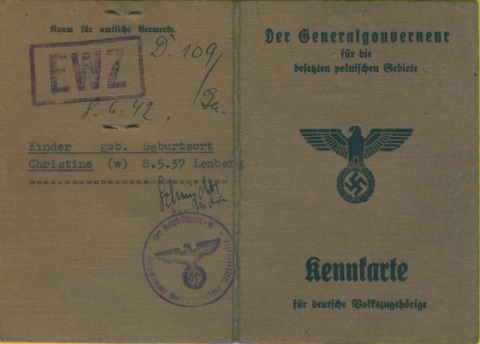 Raum für amtliche Vermerke.
EWZ
D. 109/
8.6.42.
Kinder geb. Geburtsort
Christine (w) 8.5.37 Lemberg
Der Generalgouverneur
für die
besetzten polnischen Gebiete
Kennkarte
für deutsche Volkszugehörige